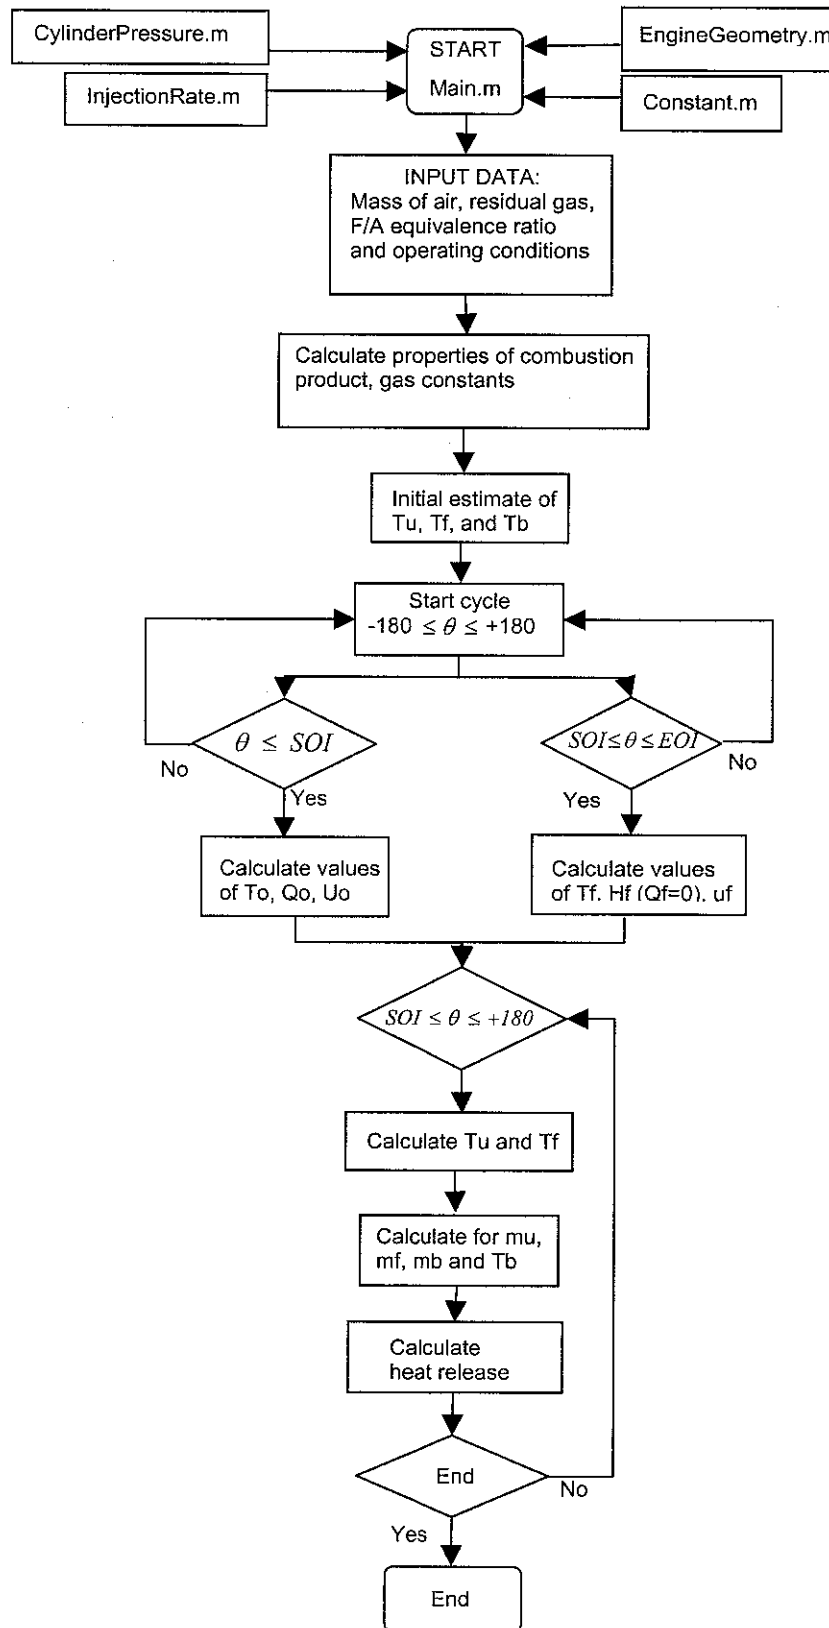 CylinderPressure.m
START
EngineGeometry.m
InjectionRate.m
Main.m
Constant.m
INPUT DATA:
Mass of air, residual gas,
F/A equivalence ratio
and operating conditions
Calculate properties of combustion
product, gas constants
Initial estimate of
Tu, Tf, and Tb
Start cycle
-180 ≤ θ ≤ +180
θ ≤ SOI
SOI≤θ≤EOI
No
No
Yes
Yes
Calculate values
of To, Qo, Uo
Calculate values
of Tf, Hf (Qf=0), uf
SOI ≤ θ ≤ +180
Calculate Tu and Tf
Calculate for mu,
mf, mb and Tb
Calculate
heat release
End
No
Yes
End